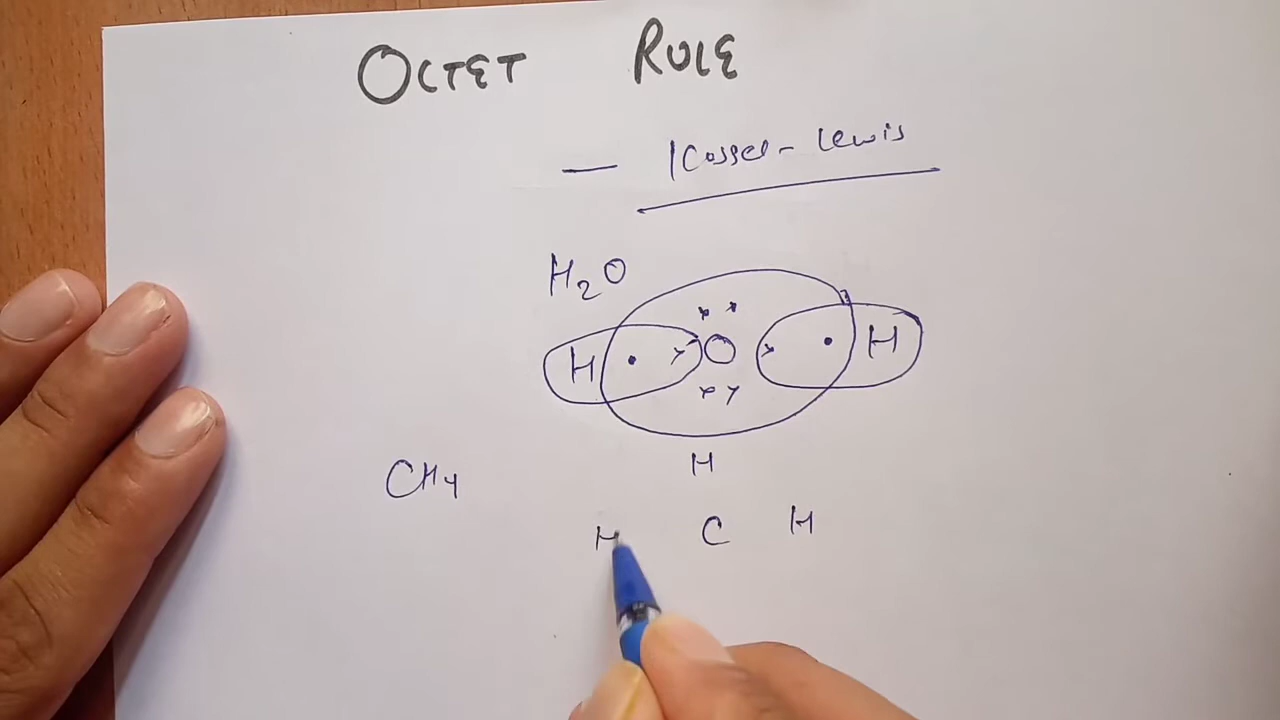 OCTET RULE
— Kossel - Lewis
H2O
H • x O x • H
CH4
H
H C H